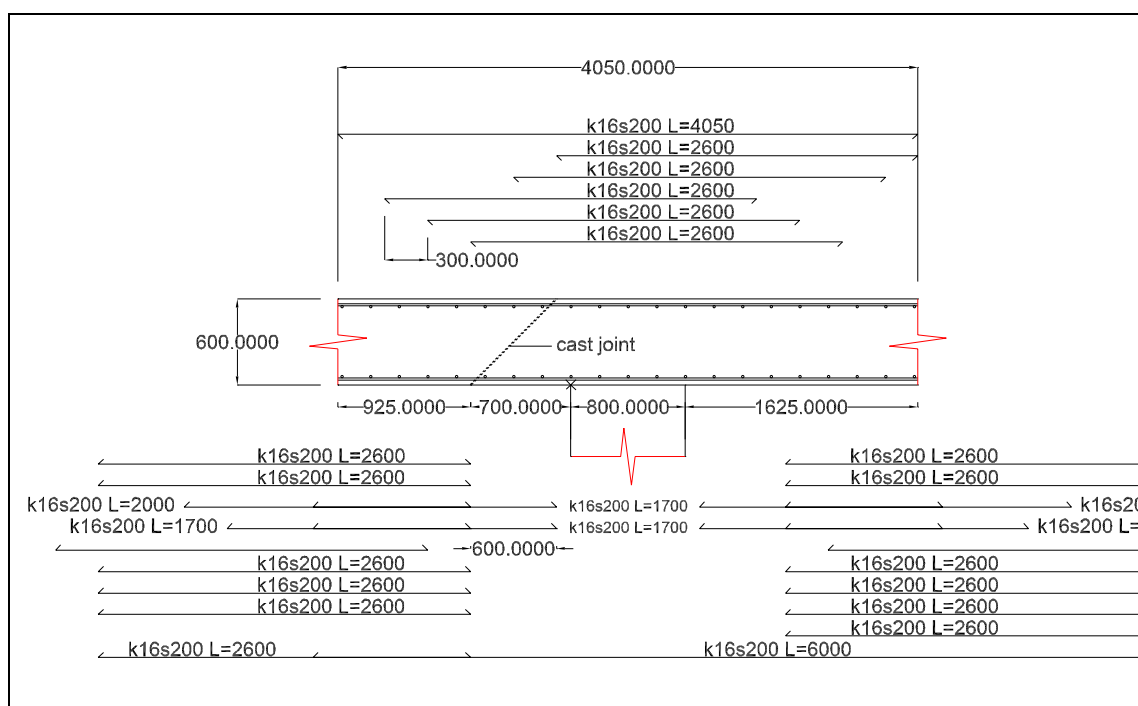 4050.0000
k16s200 L=4050
k16s200 L=2600
k16s200 L=2600
k16s200 L=2600
k16s200 L=2600
k16s200 L=2600
300.0000
600.0000
cast joint
925.0000 700.0000 800.0000 1625.0000
k16s200 L=2600 k16s200 L=2600
k16s200 L=2600 k16s200 L=2600
k16s200 L=2000 k16s200 L=1700 k16s20
k16s200 L=1700 k16s200 L=1700 k16s200 L=
600.0000
k16s200 L=2600 k16s200 L=2600
k16s200 L=2600 k16s200 L=2600
k16s200 L=2600 k16s200 L=2600
k16s200 L=2600
k16s200 L=2600 k16s200 L=6000